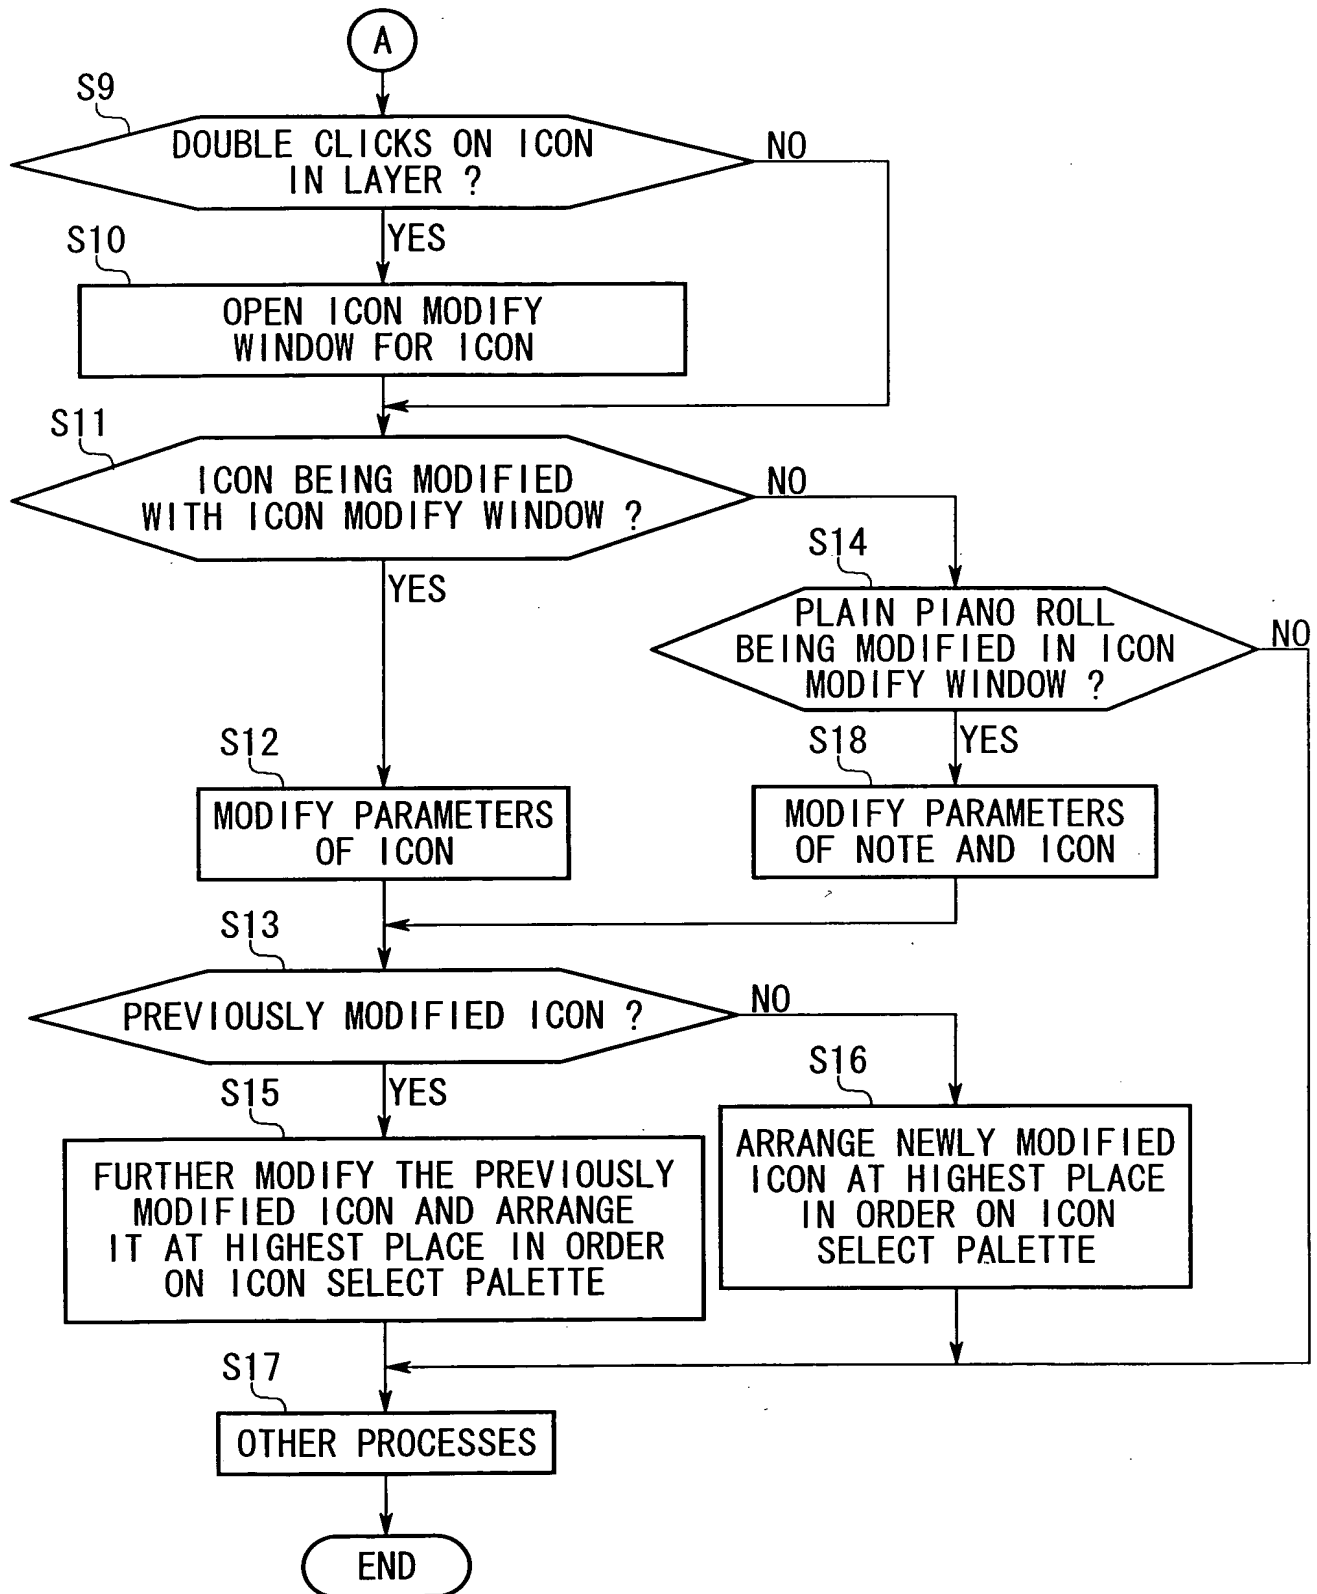 A
S9
DOUBLE CLICKS ON ICON
IN LAYER ?
NO
YES
S10
OPEN ICON MODIFY
WINDOW FOR ICON
S11
ICON BEING MODIFIED
WITH ICON MODIFY WINDOW ?
NO
YES
S14
PLAIN PIANO ROLL
BEING MODIFIED IN ICON
MODIFY WINDOW ?
NO
YES
S12
MODIFY PARAMETERS
OF ICON
S18
MODIFY PARAMETERS
OF NOTE AND ICON
S13
PREVIOUSLY MODIFIED ICON ?
NO
YES
S15
FURTHER MODIFY THE PREVIOUSLY
MODIFIED ICON AND ARRANGE
IT AT HIGHEST PLACE IN ORDER
ON ICON SELECT PALETTE
S16
ARRANGE NEWLY MODIFIED
ICON AT HIGHEST PLACE
IN ORDER ON ICON
SELECT PALETTE
S17
OTHER PROCESSES
END